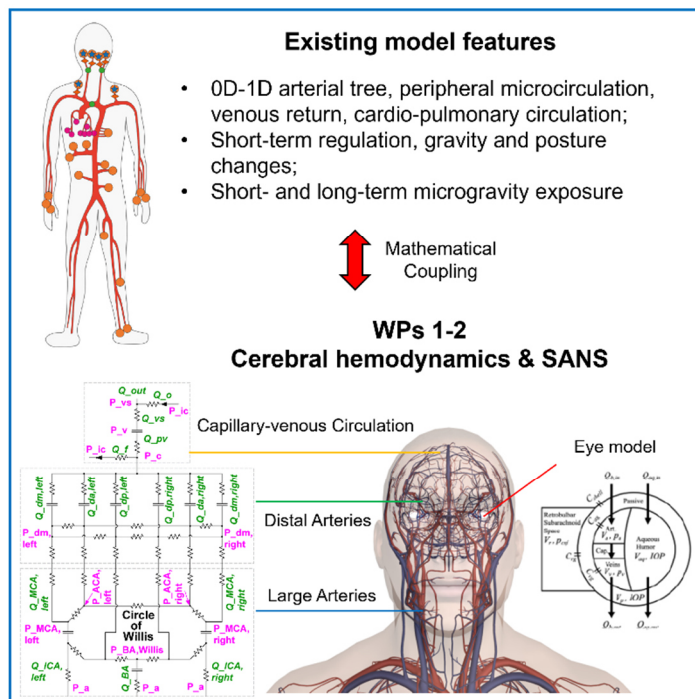 Existing model features
• 0D-1D arterial tree, peripheral microcirculation,
venous return, cardio-pulmonary circulation;
• Short-term regulation, gravity and posture
changes;
• Short- and long-term microgravity exposure
Mathematical
Coupling
WPs 1-2
Cerebral hemodynamics & SANS
Q_out
Q_o
P_vs
P_ic
Q_vs
P_v
Q_pv
P_ic
Q_f
P_c
Capillary-venous Circulation
Eye model
Q_dm,left
Q_da,left
Q_dp,left
Q_dp,right
Q_da,right
Q_dm,right
P_dm,
left
P_dm,
right
Distal Arteries
Q_MCA,
left
P_ACA,
left
P_ACA,
right
Q_MCA,
right
Large Arteries
Circle
of
Willis
P_MCA,
left
P_MCA,
right
P_BA,Willis
Q_ICA,
left
Q_BA
Q_ICA,
right
P_a
P_a
P_a
Retrobulbar
Subarachnoid
Space
Passive
Art.
Cap.
Veins
Aqueous
Humor